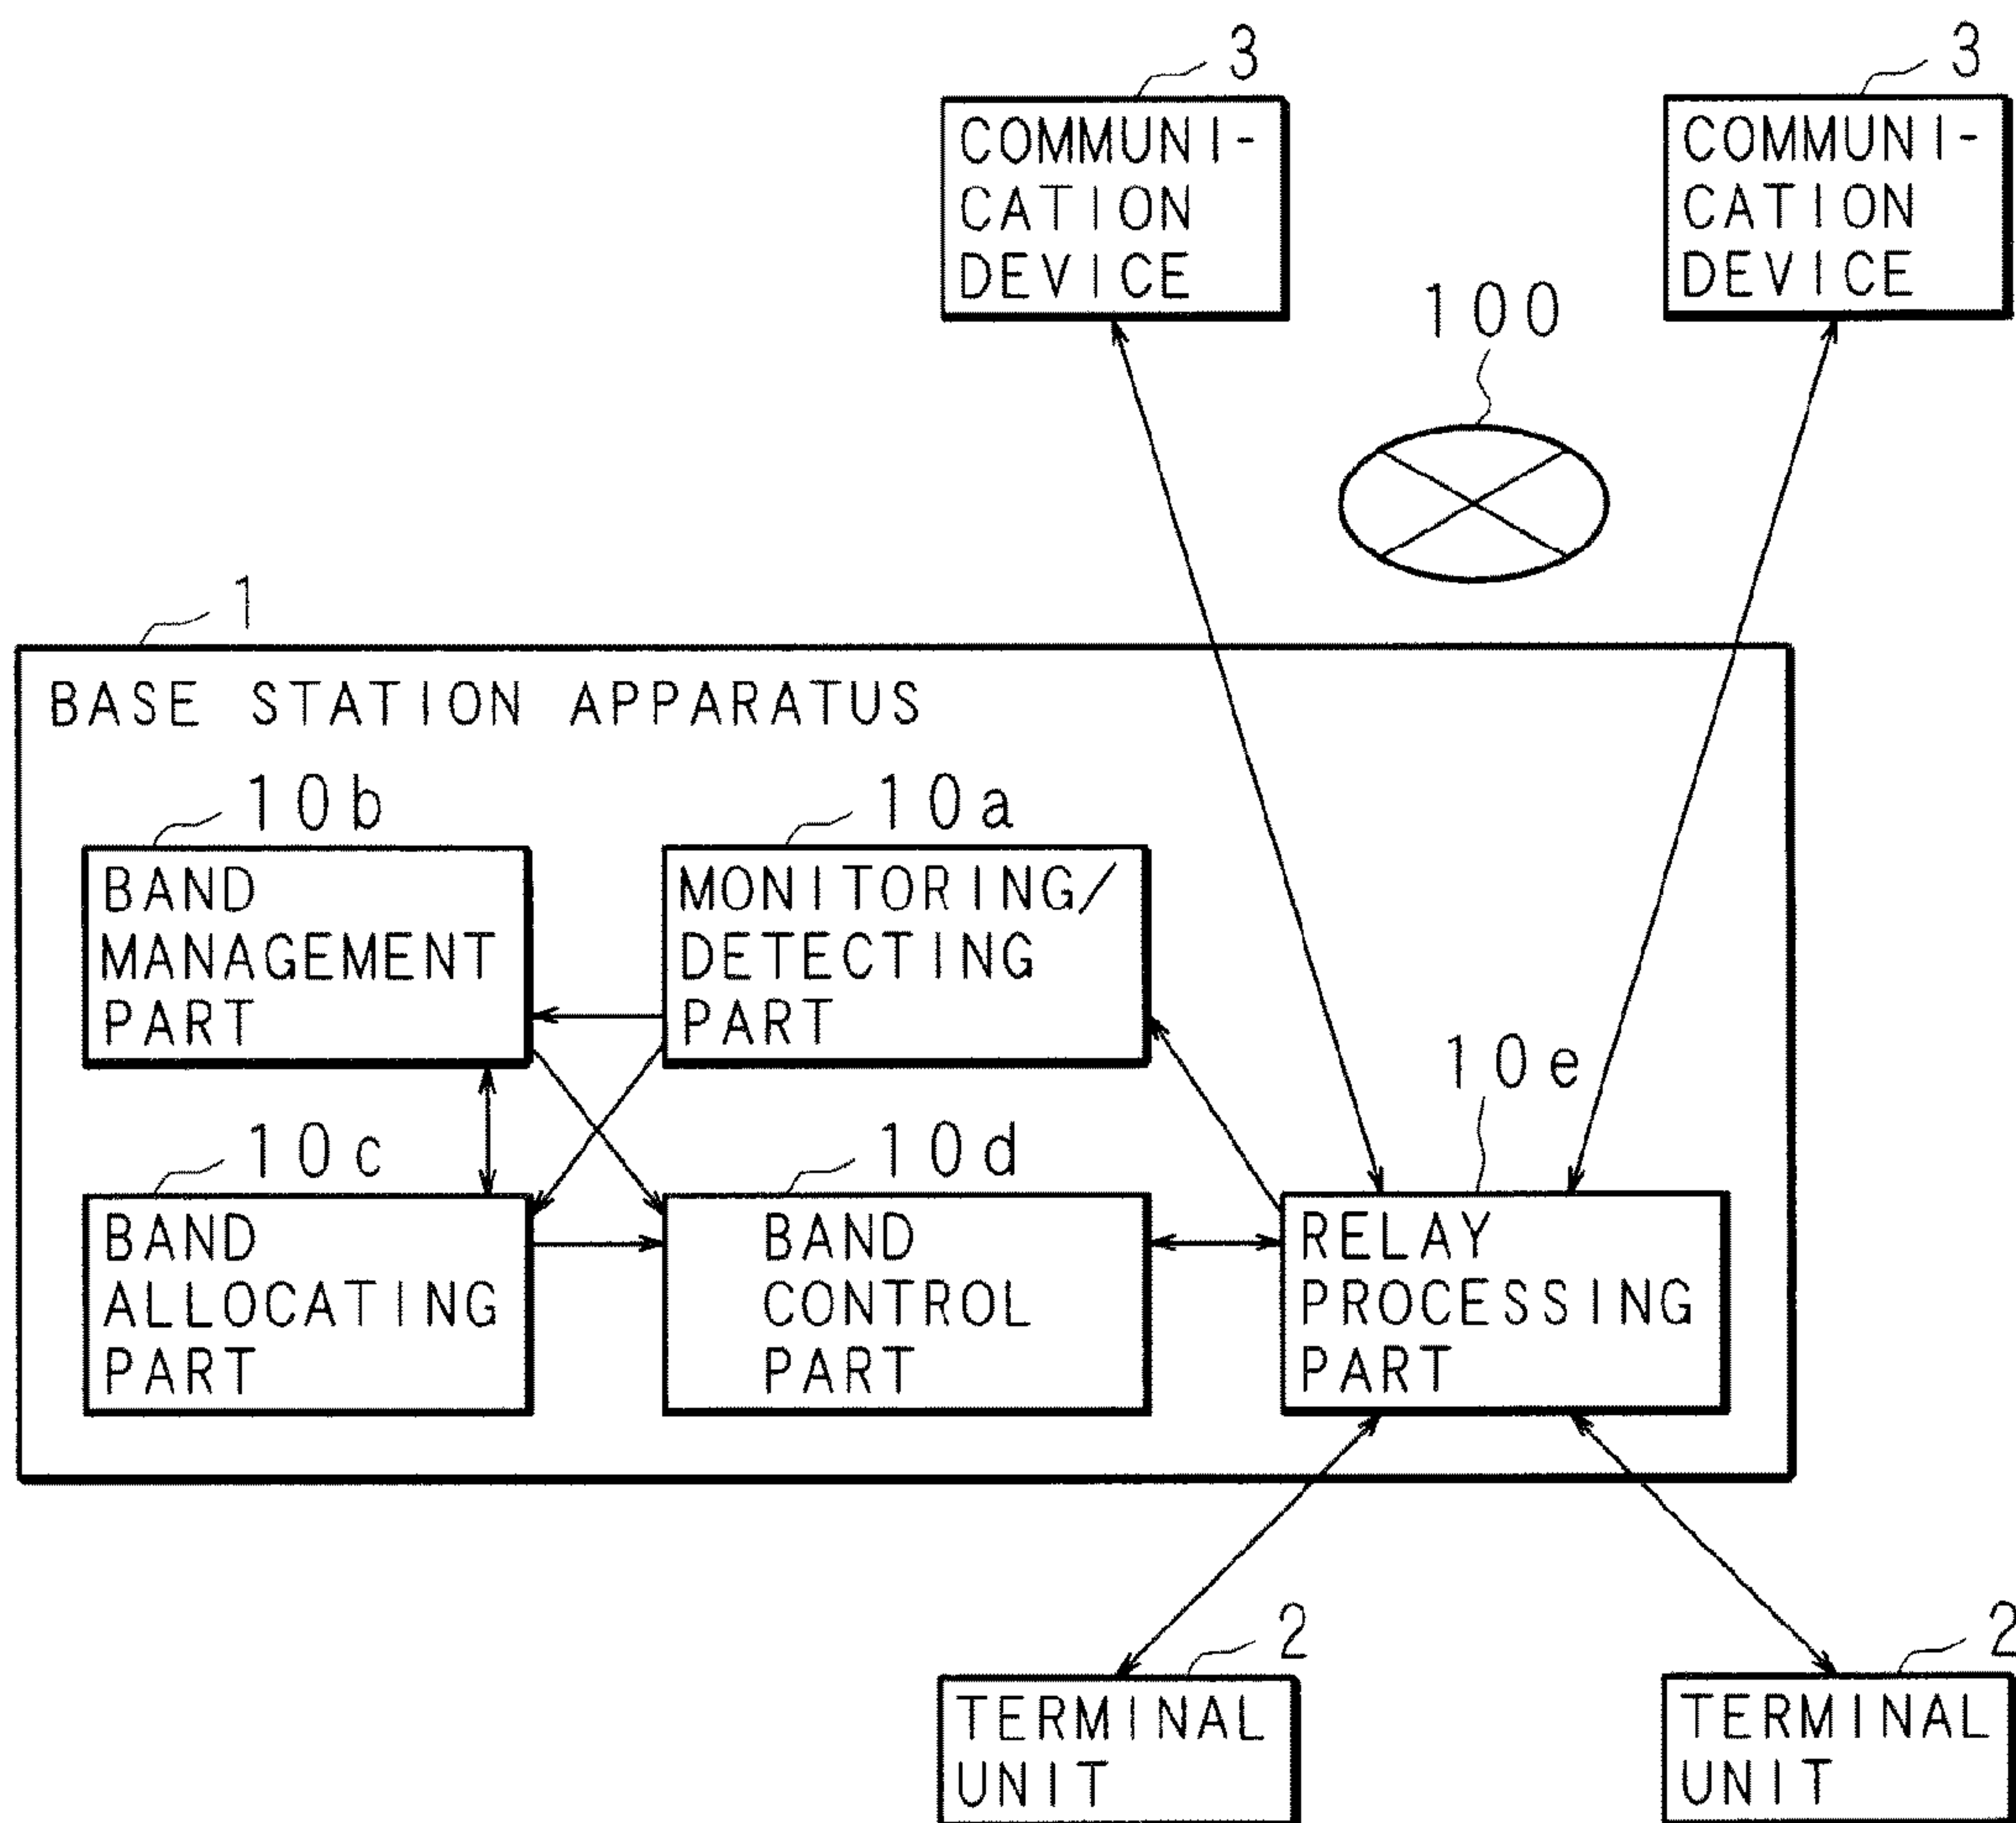 3
3
COMMUNI-
CATION
DEVICE
COMMUNI-
CATION
DEVICE
100
1
BASE STATION APPARATUS
10b
10a
BAND
MANAGEMENT
PART
MONITORING/
DETECTING
PART
10e
10c
10d
BAND
ALLOCATING
PART
BAND
CONTROL
PART
RELAY
PROCESSING
PART
2
2
TERMINAL
UNIT
TERMINAL
UNIT